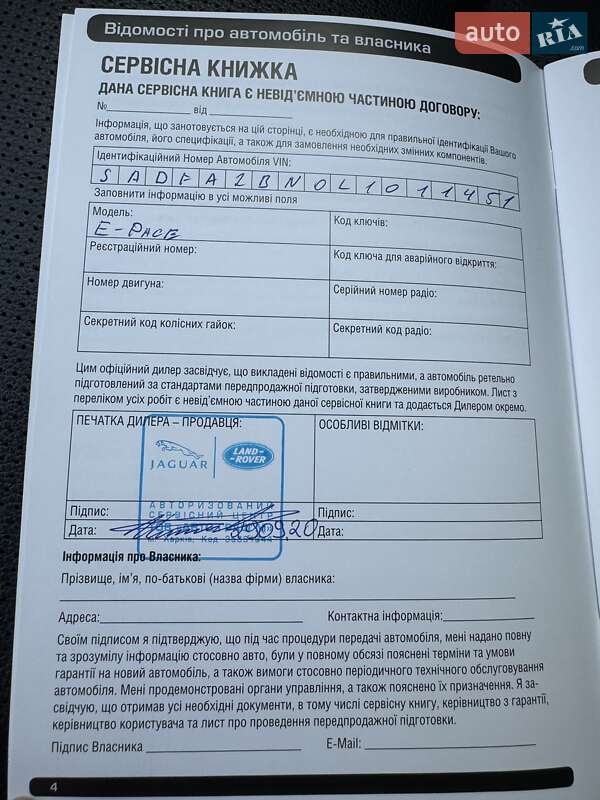 Відомості про автомобіль та власника
auto RIA.com
СЕРВІСНА КНИЖКА
ДАНА СЕРВІСНА КНИГА Є НЕВІД'ЄМНОЮ ЧАСТИНОЮ ДОГОВОРУ:
№ від
Інформація, що занотовується на цій сторінці, є необхідною для правильної ідентифікації Вашого
автомобіля, його специфікації, а також для замовлення необхідних змінних компонентів.
Ідентифікаційний Номер Автомобіля VIN:
SADFA2BN0L1011451
Заповнити інформацію в усі можливі поля
Модель:
E-PACE
Код ключів:
Реєстраційний номер:
Код ключа для аварійного відкриття:
Номер двигуна:
Серійний номер радіо:
Секретний код колісних гайок:
Секретний код радіо:
Цим офіційний дилер засвідчує, що викладені відомості є правильними, а автомобіль ретельно
підготовлений за стандартами передпродажної підготовки, затвердженими виробником. Лист з
переліком усіх робіт є невід'ємною частиною даної сервісної книги та додається Дилером окремо.
ПЕЧАТКА ДИЛЕРА – ПРОДАВЦЯ:
ОСОБЛИВІ ВІДМІТКИ:
JAGUAR
LAND-
-ROVER
АВТОРИЗОВАНИЙ
СЕРВІСНИЙ ЦЕНТР
Підпис:
Підпис:
Дата:
Дата:
м. Харків, Код
Інформація про Власника:
Прізвище, ім'я, по-батькові (назва фірми) власника:
Адреса:
Контактна інформація:
Своїм підписом я підтверджую, що під час процедури передачі автомобіля, мені надано повну
та зрозумілу інформацію стосовно авто, були у повному обсязі пояснені терміни та умови
гарантії на новий автомобіль, а також вимоги стосовно періодичного технічного обслуговування
автомобіля. Мені продемонстровані органи управління, а також пояснено їх призначення. Я за-
свідчую, що отримав усі необхідні документи, в тому числі сервісну книгу, керівництво з гарантії,
керівництво користувача та лист про проведення передпродажної підготовки.
Підпис Власника
E-Mail:
4